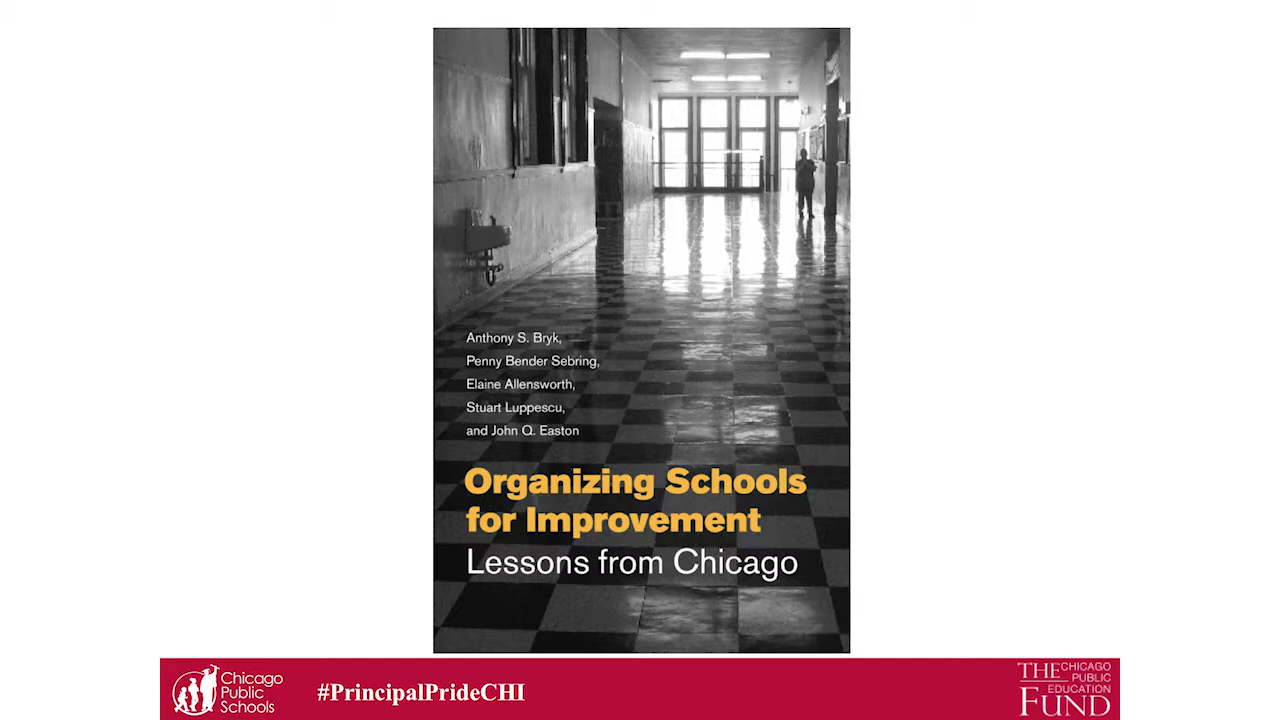 Anthony S. Bryk,
Penny Bender Sebring,
Elaine Allensworth,
Stuart Luppescu,
and John Q. Easton
Organizing Schools
for Improvement
Lessons from Chicago
Chicago
Public
Schools
#PrincipalPrideCHI
THE CHICAGO
PUBLIC
EDUCATION
FUND